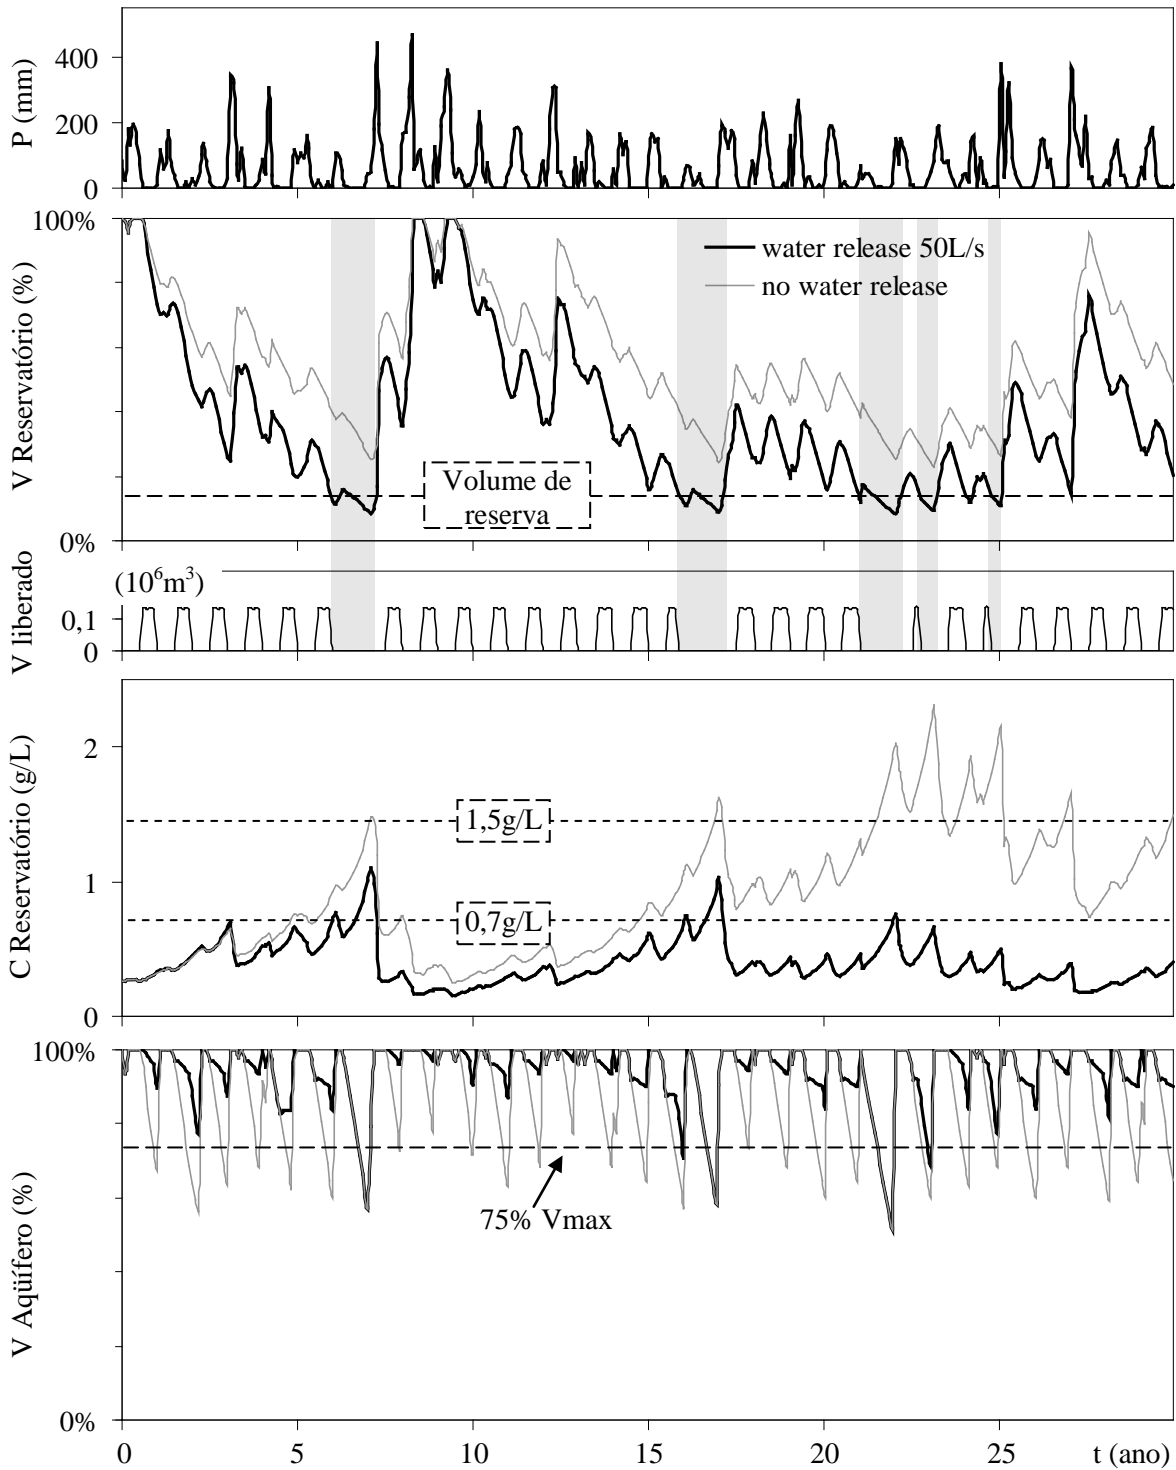 P (mm)
400
200
0
V Reservatório (%)
100%
0%
water release 50L/s
no water release
Volume de
reserva
V liberado
(10⁶m³)
0,1
0
C Reservatório (g/L)
2
1
0
1,5g/L
0,7g/L
V Aqüífero (%)
100%
0%
75% Vmax
0 5 10 15 20 25 t (ano)